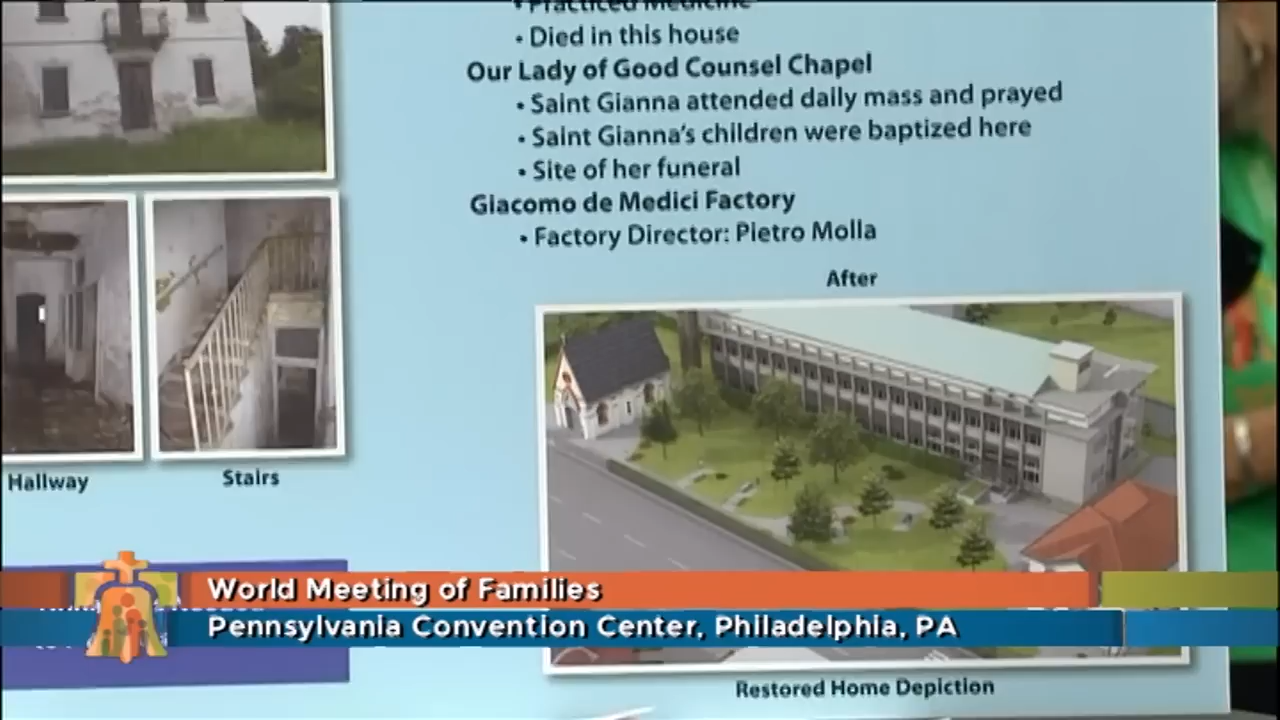 • Practiced Medicine
• Died in this house
Our Lady of Good Counsel Chapel
• Saint Gianna attended daily mass and prayed
• Saint Gianna's children were baptized here
• Site of her funeral
Giacomo de Medici Factory
• Factory Director: Pietro Molla
After
Hallway
Stairs
World Meeting of Families
Pennsylvania Convention Center, Philadelphia, PA
Restored Home Depiction